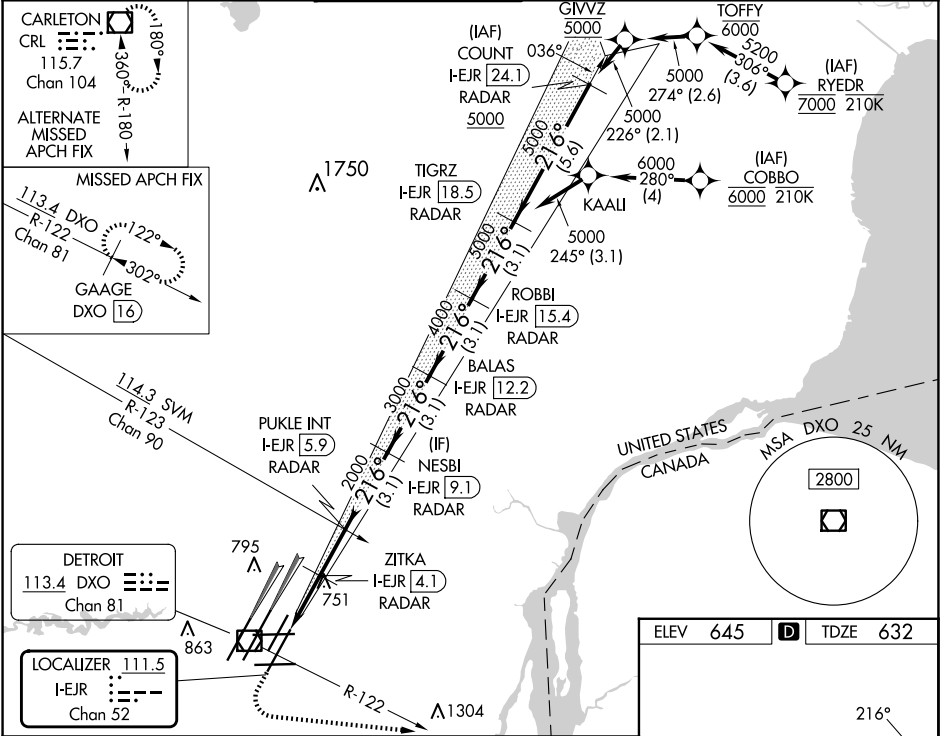 CARLETON
CRL
115.7
Chan 104
180°
360°
R-180
ALTERNATE
MISSED
APCH FIX
MISSED APCH FIX
113.4 DXO
R-122
Chan 81
122°
302°
GAAGE
DXO 16
1750
GIVVZ
5000
TOFFY
6000
(IAF)
COUNT
I-EJR 24.1
RADAR
5000
036°
5200
306°
(3.6)
(IAF)
RYEDR
7000 210K
5000
274° (2.6)
5000
226° (2.1)
5000
216°
(5.6)
TIGRZ
I-EJR 18.5
RADAR
6000
280°
(4)
(IAF)
COBBO
6000 210K
KAALI
5000
245° (3.1)
5000
216°
(3.1)
ROBBI
I-EJR 15.4
RADAR
4000
216°
(3.1)
BALAS
I-EJR 12.2
RADAR
3000
216°
(3.1)
114.3 SVM
R-123
Chan 90
PUKLE INT
I-EJR 5.9
RADAR
(IF)
NESBI
I-EJR 9.1
RADAR
2000
216°
(3.1)
UNITED STATES
CANADA
MSA DXO 25 NM
2800
DETROIT
113.4 DXO
Chan 81
795
ZITKA
I-EJR 4.1
RADAR
751
863
LOCALIZER 111.5
I-EJR
Chan 52
R-122
1304
ELEV 645 D TDZE 632
216°